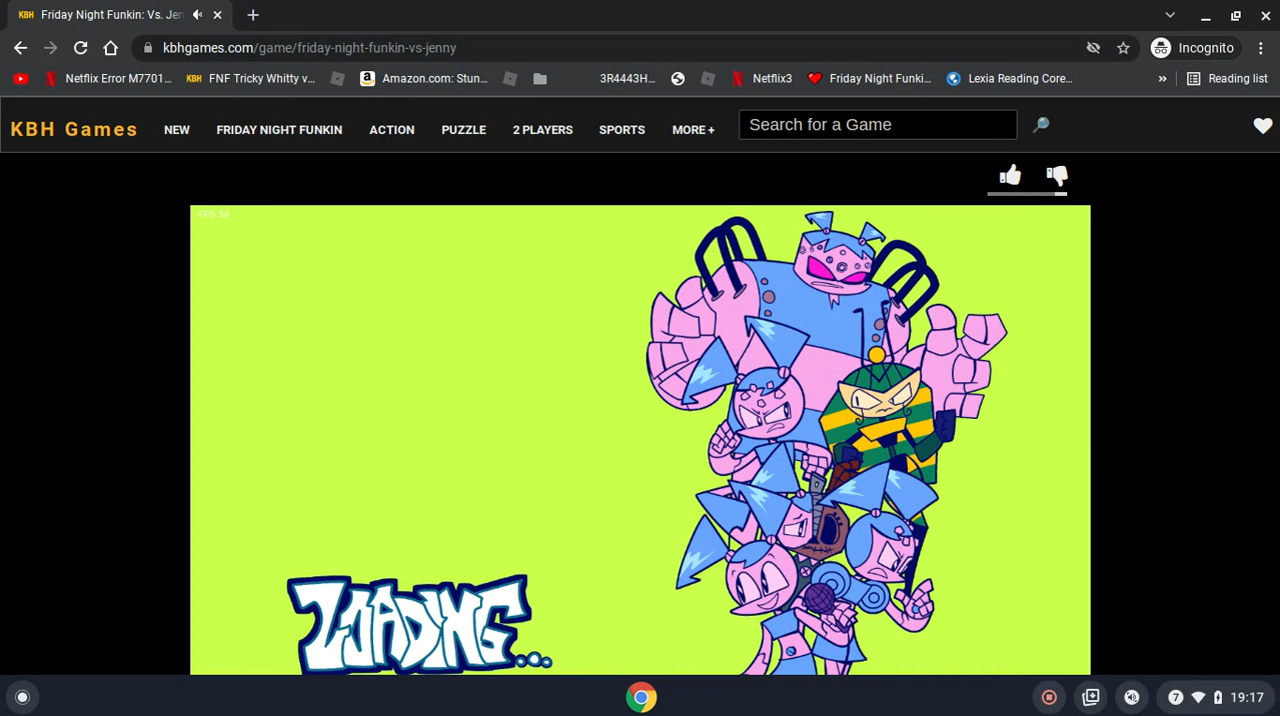 KBH Friday Night Funkin: Vs. Jen
kbhgames.com/game/friday-night-funkin-vs-jenny
Incognito
Netflix Error M7701...
KBH FNF Tricky Whitty v...
Amazon.com: Stun...
3R4443H...
Netflix3
Friday Night Funki...
Lexia Reading Core...
»
Reading list
KBH Games
NEW
FRIDAY NIGHT FUNKIN
ACTION
PUZZLE
2 PLAYERS
SPORTS
MORE +
Search for a Game
LOADING...
7
19:17